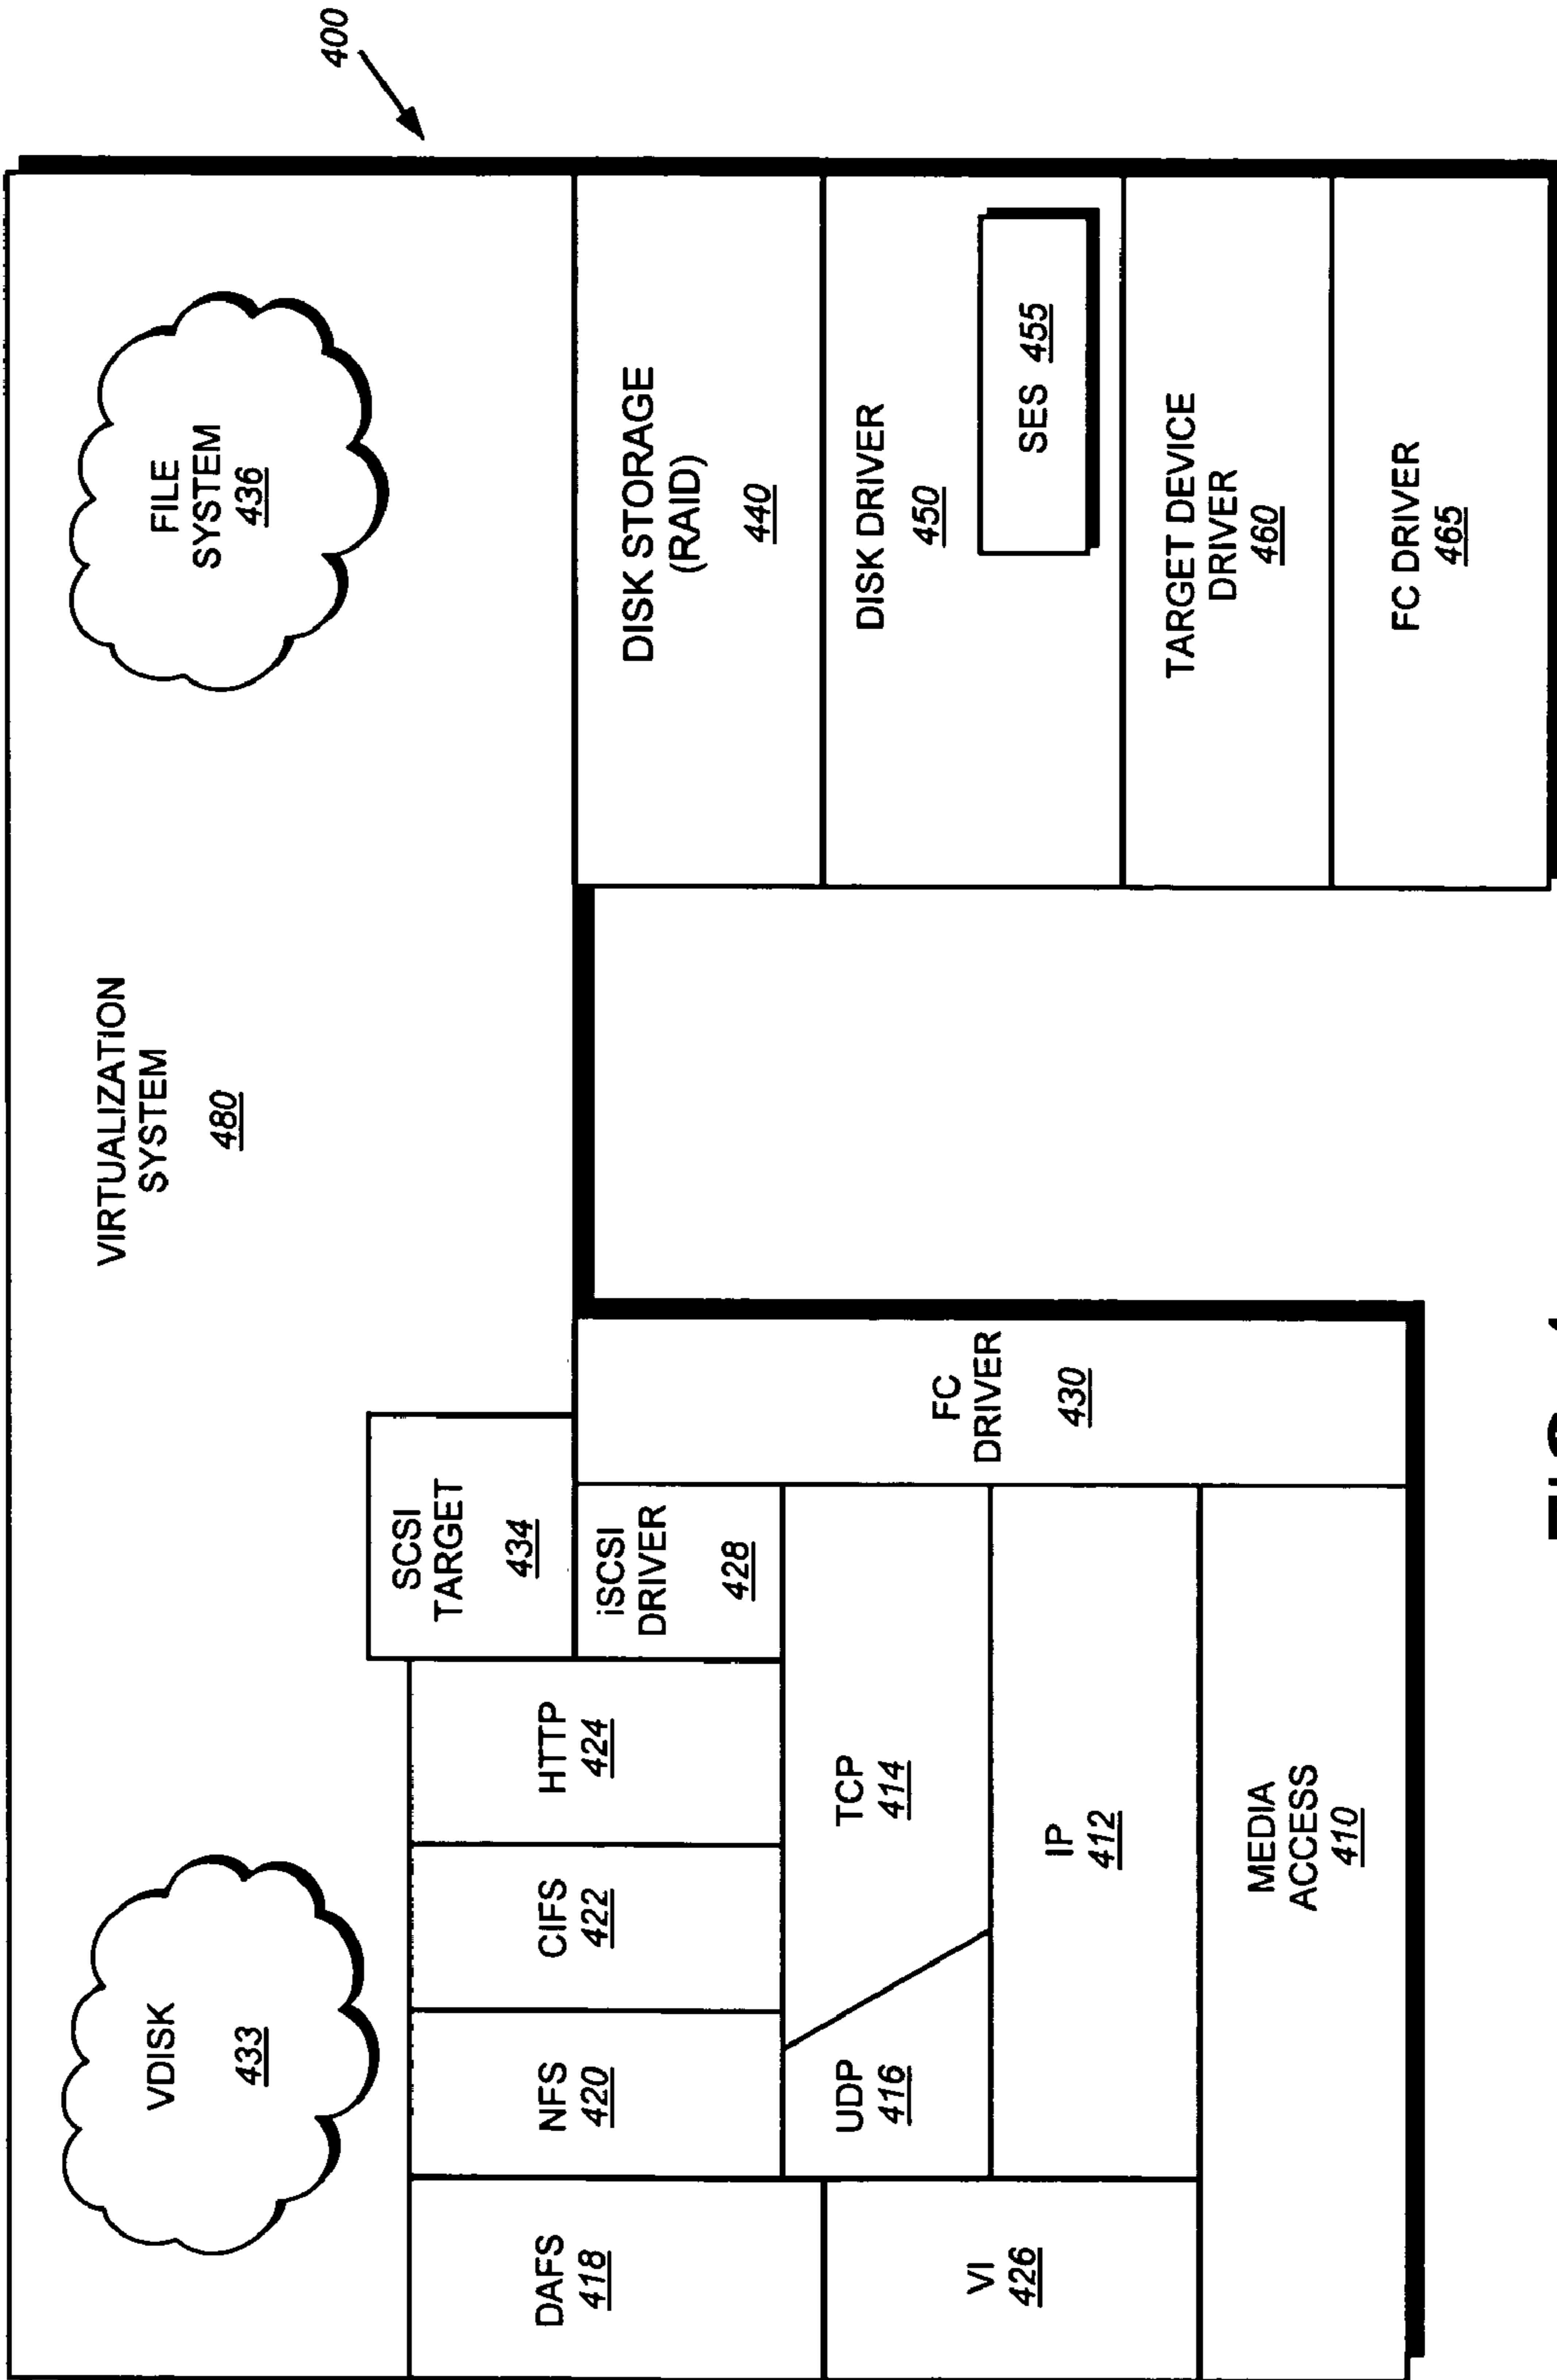 400
VIRTUALIZATION
SYSTEM
480
VDISK
433
FILE
SYSTEM
436
SCSI
TARGET
434
DAFS
418
NFS
420
CIFS
422
HTTP
424
iSCSI
DRIVER
428
FC
DRIVER
430
VI
426
UDP
416
TCP
414
IP
412
MEDIA
ACCESS
410
DISK STORAGE
(RAID)
440
DISK DRIVER
450
SES 455
TARGET DEVICE
DRIVER
460
FC DRIVER
465